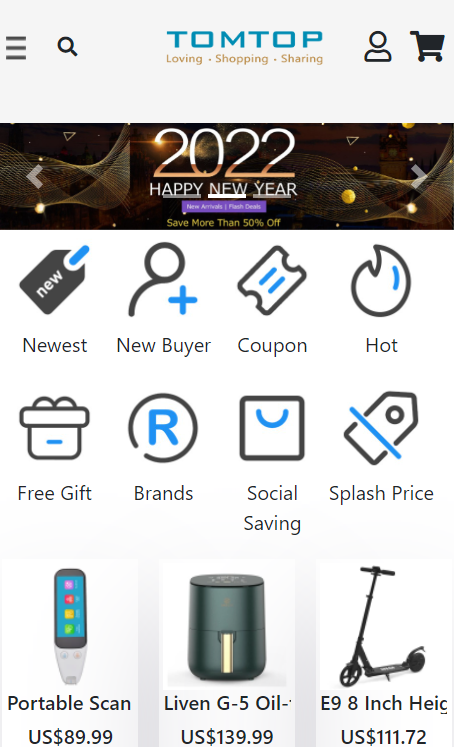 TOMTOP
Loving • Shopping • Sharing
2022
HAPPY NEW YEAR
New Arrivals | Flash Deals
Save More Than 50% Off
new
Newest
New Buyer
Coupon
Hot
R
Free Gift
Brands
Social
Saving
Splash Price
Portable Scan
Liven G-5 Oil-
E9 8 Inch Heig
US$89.99
US$139.99
US$111.72